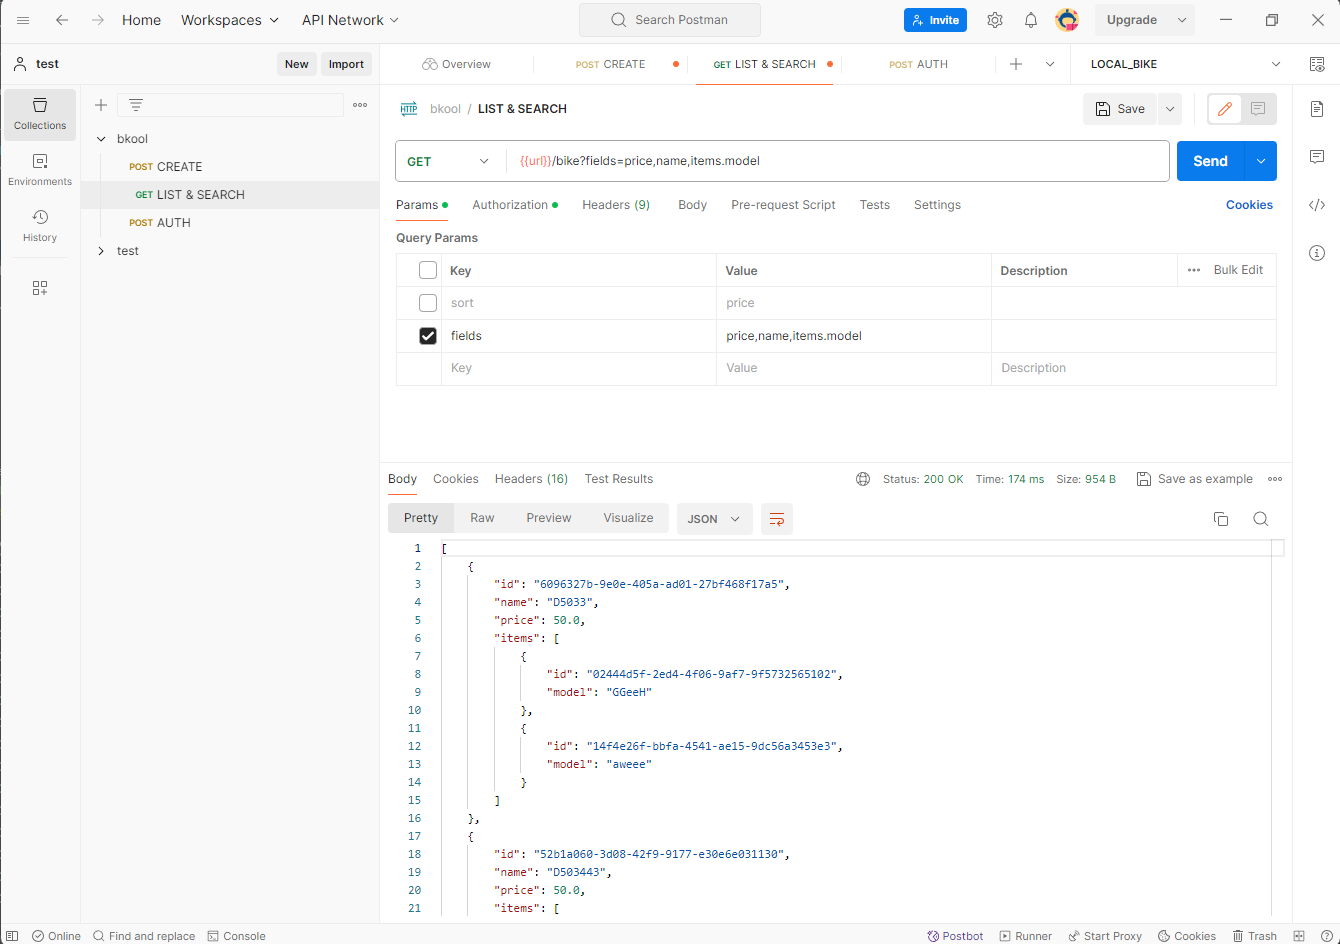 Home Workspaces API Network Search Postman Invite Upgrade
test New Import Overview POST CREATE GET LIST & SEARCH POST AUTH LOCAL_BIKE
Collections
Environments
History
bkool
POST CREATE
GET LIST & SEARCH
POST AUTH
test
HTTP bkool / LIST & SEARCH Save
GET {{url}}/bike?fields=price,name,items.model Send
Params Authorization Headers (9) Body Pre-request Script Tests Settings Cookies
Query Params
Key Value Description Bulk Edit
sort price
fields price,name,items.model
Key Value Description
Body Cookies Headers (16) Test Results Status: 200 OK Time: 174 ms Size: 954 B Save as example
Pretty Raw Preview Visualize JSON
1 [
2 {
3 "id": "6096327b-9e0e-405a-ad01-27bf468f17a5",
4 "name": "D5033",
5 "price": 50.0,
6 "items": [
7 {
8 "id": "02444d5f-2ed4-4f06-9af7-9f5732565102",
9 "model": "GGeeH"
10 },
11 {
12 "id": "14f4e26f-bbfa-4541-ae15-9dc56a3453e3",
13 "model": "aweee"
14 }
15 ]
16 },
17 {
18 "id": "52b1a060-3d08-42f9-9177-e30e6e031130",
19 "name": "D503443",
20 "price": 50.0,
21 "items": [
Online Find and replace Console Postbot Runner Start Proxy Cookies Trash